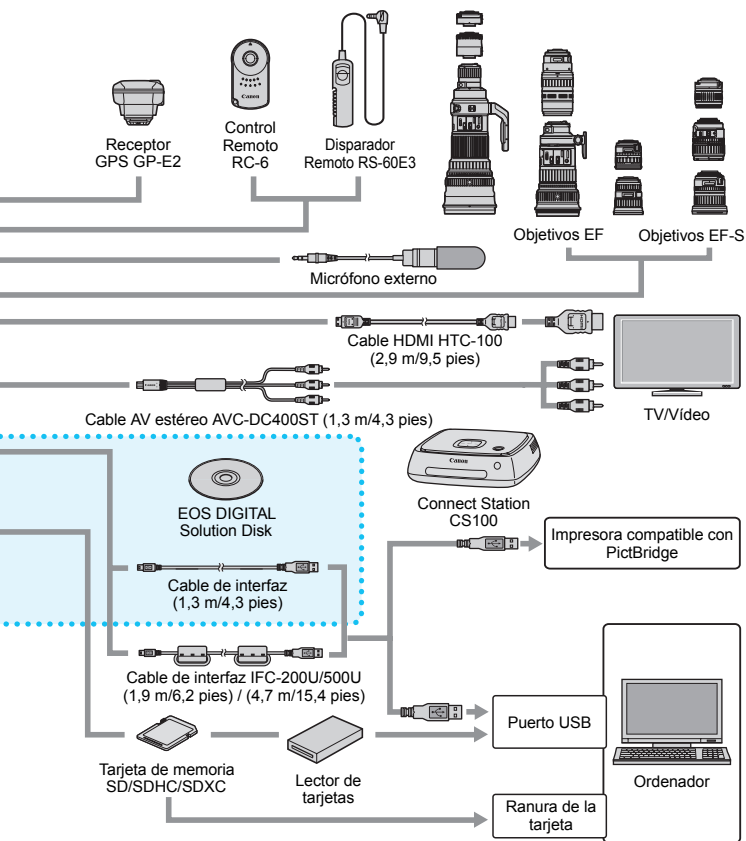 Canon
Receptor
GPS GP-E2
Control
Remoto
RC-6
Disparador
Remoto RS-60E3
Objetivos EF
Objetivos EF-S
Micrófono externo
Cable HDMI HTC-100
(2,9 m/9,5 pies)
TV/Vídeo
Cable AV estéreo AVC-DC400ST (1,3 m/4,3 pies)
EOS DIGITAL
Solution Disk
Canon
Connect Station
CS100
Impresora compatible con
PictBridge
Cable de interfaz
(1,3 m/4,3 pies)
Cable de interfaz IFC-200U/500U
(1,9 m/6,2 pies) / (4,7 m/15,4 pies)
Puerto USB
Ordenador
Tarjeta de memoria
SD/SDHC/SDXC
Lector de
tarjetas
Ranura de la
tarjeta